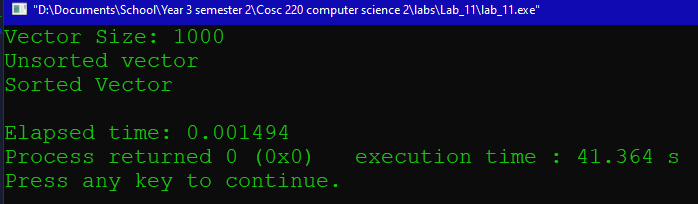 "D:\Documents\School\Year 3 semester 2\Cosc 220 computer science 2\labs\Lab_11\lab_11.exe"
Vector Size: 1000
Unsorted vector
Sorted Vector
Elapsed time: 0.001494
Process returned 0 (0x0)   execution time : 41.364 s
Press any key to continue.